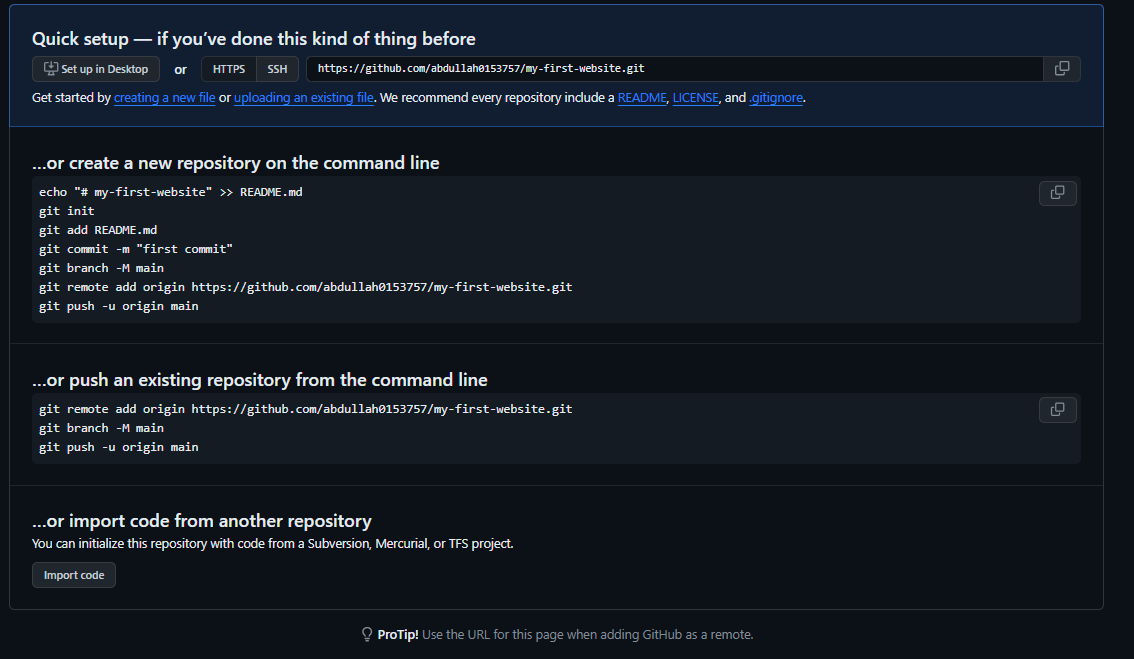 Quick setup — if you’ve done this kind of thing before
Set up in Desktop or HTTPS SSH https://github.com/abdullah0153757/my-first-website.git
Get started by creating a new file or uploading an existing file. We recommend every repository include a README, LICENSE, and .gitignore.
…or create a new repository on the command line
echo "# my-first-website" >> README.md
git init
git add README.md
git commit -m "first commit"
git branch -M main
git remote add origin https://github.com/abdullah0153757/my-first-website.git
git push -u origin main
…or push an existing repository from the command line
git remote add origin https://github.com/abdullah0153757/my-first-website.git
git branch -M main
git push -u origin main
…or import code from another repository
You can initialize this repository with code from a Subversion, Mercurial, or TFS project.
Import code
ProTip! Use the URL for this page when adding GitHub as a remote.